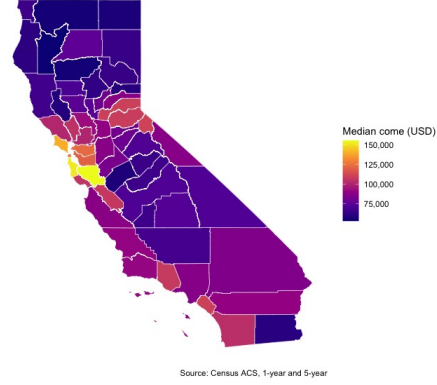 Median come (USD)
150,000
125,000
100,000
75,000
Source: Census ACS, 1-year and 5-year